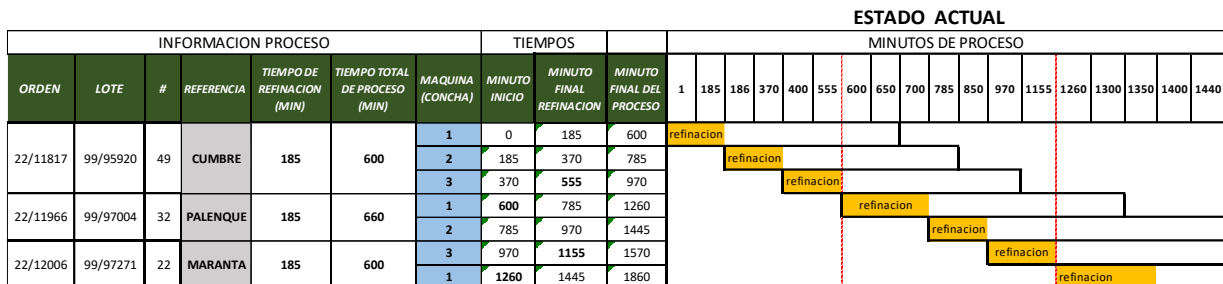 ESTADO ACTUAL
INFORMACION PROCESO TIEMPOS MINUTOS DE PROCESO
ORDEN LOTE # REFERENCIA TIEMPO DE REFINACION (MIN) TIEMPO TOTAL DE PROCESO (MIN) MAQUINA (CONCHA) MINUTO INICIO MINUTO FINAL REFINACION MINUTO FINAL DEL PROCESO 1 185 186 370 400 555 600 650 700 785 850 970 1155 1260 1300 1350 1400 1440
22/11817 99/95920 49 CUMBRE 185 600 1 0 185 600 refinacion
2 185 370 785 refinacion
3 370 555 970 refinacion
22/11966 99/97004 32 PALENQUE 185 660 1 600 785 1260 refinacion
2 785 970 1445 refinacion
22/12006 99/97271 22 MARANTA 185 600 3 970 1155 1570 refinacion
1 1260 1445 1860 refinacion